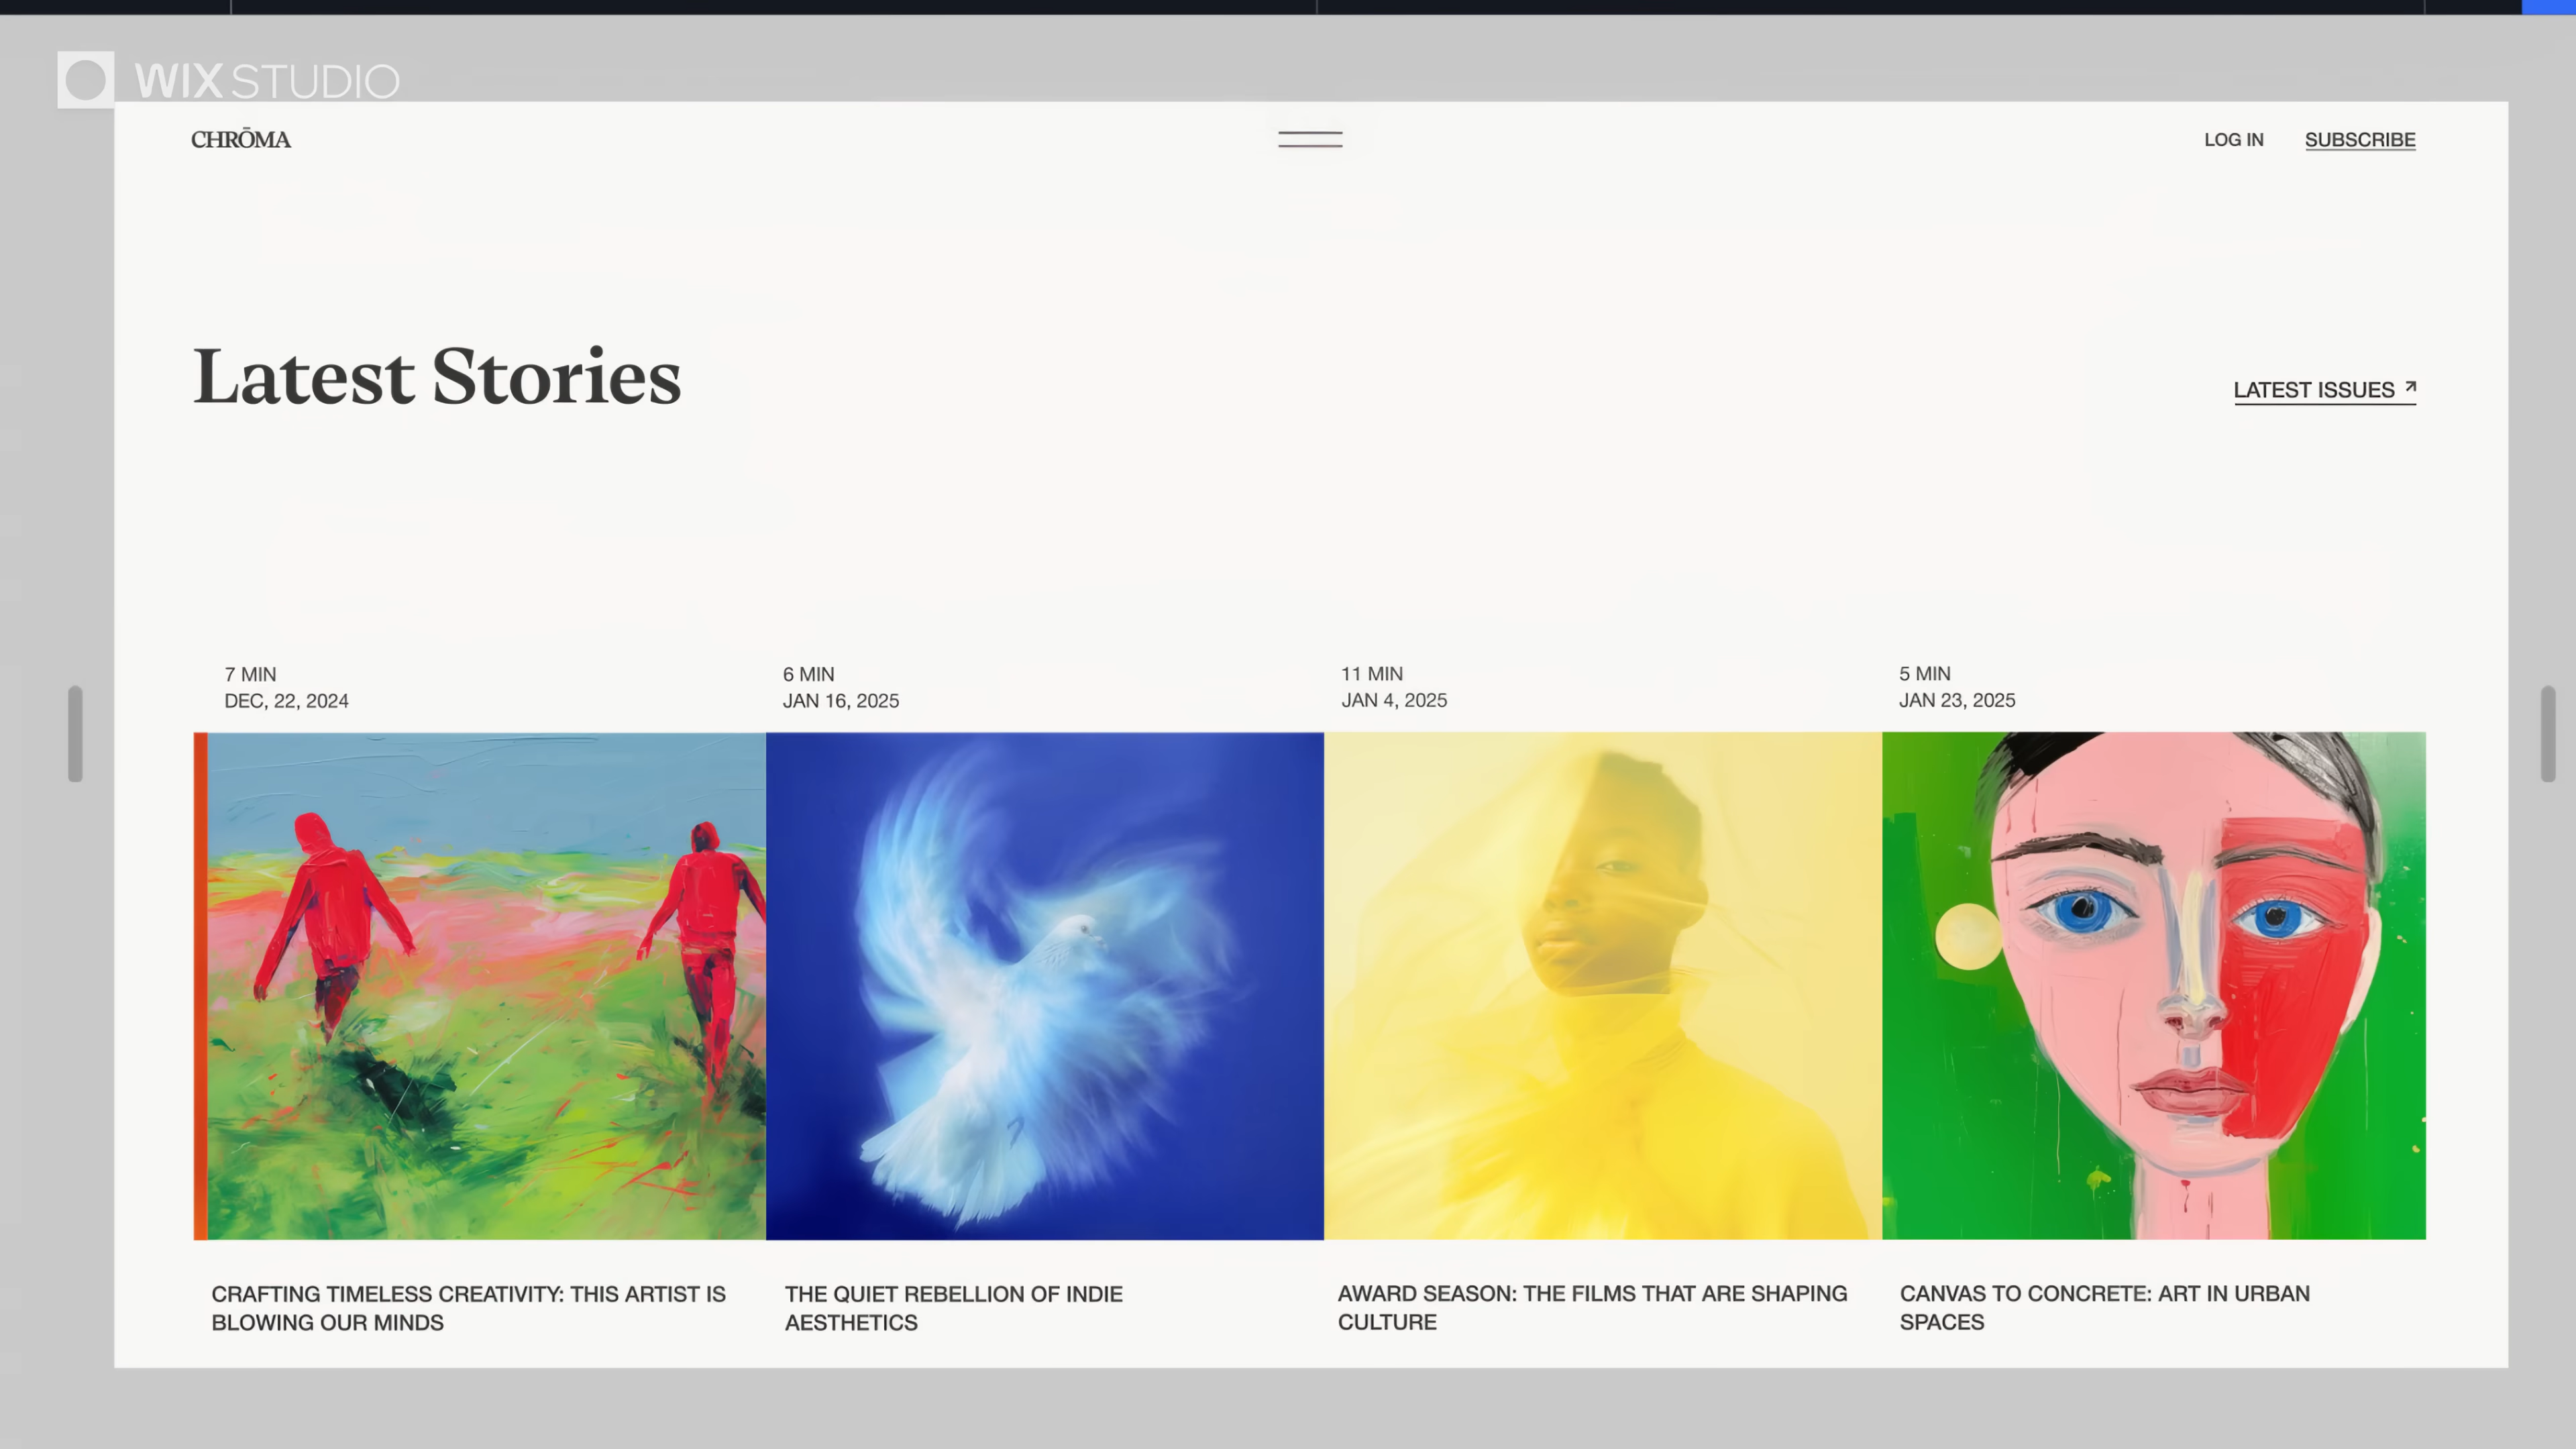 WIX STUDIO
CHRŌMA
LOG IN
SUBSCRIBE
Latest Stories
LATEST ISSUES
7 MIN
DEC, 22, 2024
6 MIN
JAN 16, 2025
11 MIN
JAN 4, 2025
5 MIN
JAN 23, 2025
CRAFTING TIMELESS CREATIVITY: THIS ARTIST IS
BLOWING OUR MINDS
THE QUIET REBELLION OF INDIE
AESTHETICS
AWARD SEASON: THE FILMS THAT ARE SHAPING
CULTURE
CANVAS TO CONCRETE: ART IN URBAN
SPACES